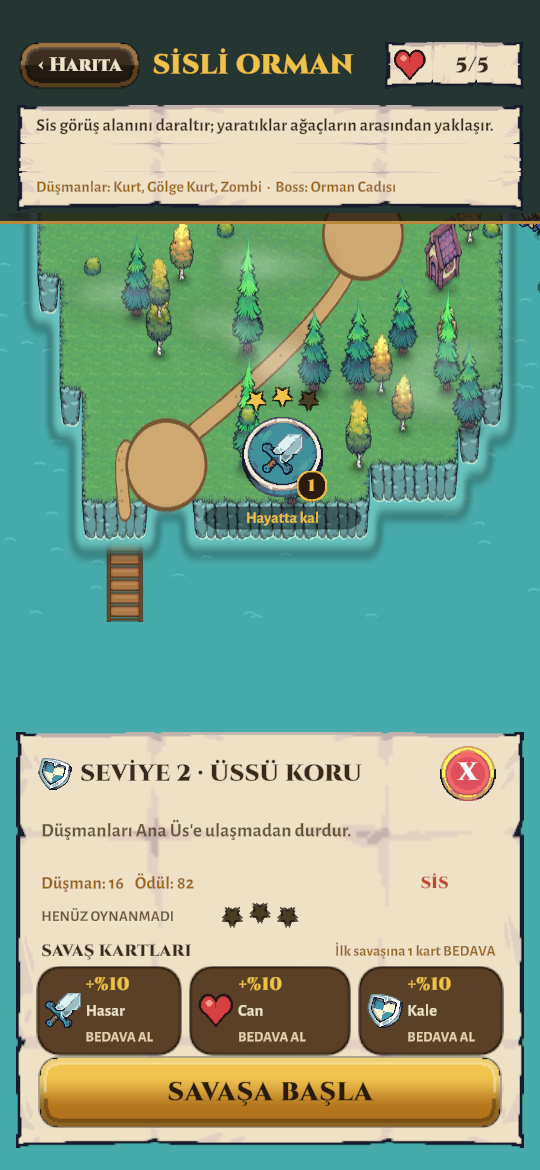 ‹ HARITA
SİSLİ ORMAN
5/5
Sis görüş alanını daraltır; yaratıklar ağaçların arasından yaklaşır.
Düşmanlar: Kurt, Gölge Kurt, Zombi · Boss: Orman Cadısı
1
Hayatta kal
SEVİYE 2 · ÜSSÜ KORU
X
Düşmanları Ana Üs'e ulaşmadan durdur.
Düşman: 16 Ödül: 82
SİS
HENÜZ OYNANMADI
SAVAŞ KARTLARI
İlk savaşına 1 kart BEDAVA
+%10
Hasar
BEDAVA AL
+%10
Can
BEDAVA AL
+%10
Kale
BEDAVA AL
SAVAŞA BAŞLA